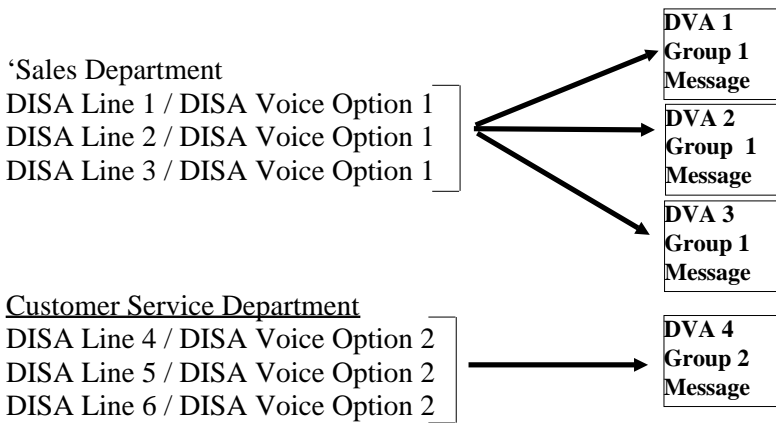 ‘Sales Department
DISA Line 1 / DISA Voice Option 1
DISA Line 2 / DISA Voice Option 1
DISA Line 3 / DISA Voice Option 1
DVA 1
Group 1
Message
DVA 2
Group 1
Message
DVA 3
Group 1
Message
Customer Service Department
DISA Line 4 / DISA Voice Option 2
DISA Line 5 / DISA Voice Option 2
DISA Line 6 / DISA Voice Option 2
DVA 4
Group 2
Message